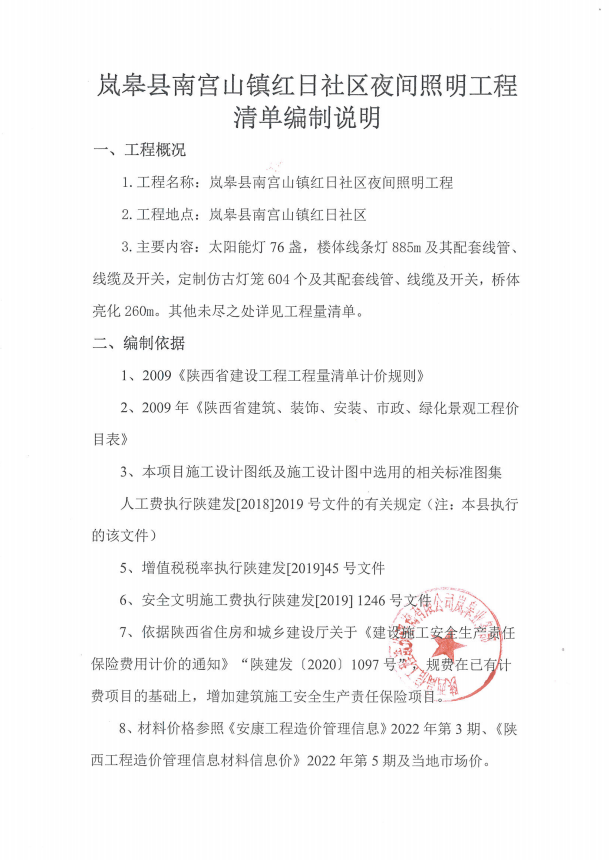 岚皋县南宫山镇红日社区夜间照明工程
清单编制说明
一、工程概况
1.工程名称：岚皋县南宫山镇红日社区夜间照明工程
2.工程地点：岚皋县南宫山镇红日社区
3.主要内容：太阳能灯 76 盏，楼体线条灯 885m 及其配套线管、
线缆及开关，定制仿古灯笼 604 个及其配套线管、线缆及开关，桥体
亮化 260m。其他未尽之处详见工程量清单。
二、编制依据
1、2009《陕西省建设工程工程量清单计价规则》
2、2009 年《陕西省建筑、装饰、安装、市政、绿化景观工程价
目表》
3、本项目施工设计图纸及施工设计图中选用的相关标准图集
人工费执行陕建发[2018]2019 号文件的有关规定（注：本县执行
的该文件）
5、增值税税率执行陕建发[2019]45 号文件
6、安全文明施工费执行陕建发[2019] 1246 号文件
7、依据陕西省住房和城乡建设厅关于《建设施工安全生产责任
保险费用计价的通知》“陕建发〔2020〕1097 号”，规费在已有计
费项目的基础上，增加建筑施工安全生产责任保险项目。
8、材料价格参照《安康工程造价管理信息》2022 年第 3 期、《陕
西工程造价管理信息材料信息价》2022 年第 5 期及当地市场价。